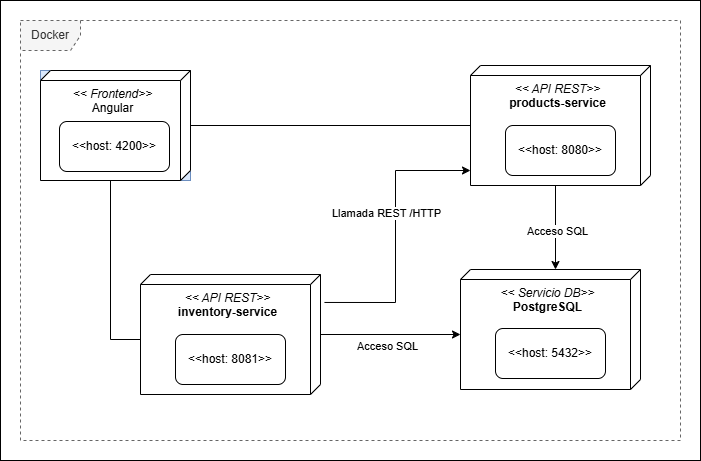 Docker
<< Frontend>>
Angular
<<host: 4200>>
<< API REST>>
products-service
<<host: 8080>>
Llamada REST /HTTP
Acceso SQL
<< API REST>>
inventory-service
<<host: 8081>>
Acceso SQL
<< Servicio DB>>
PostgreSQL
<<host: 5432>>